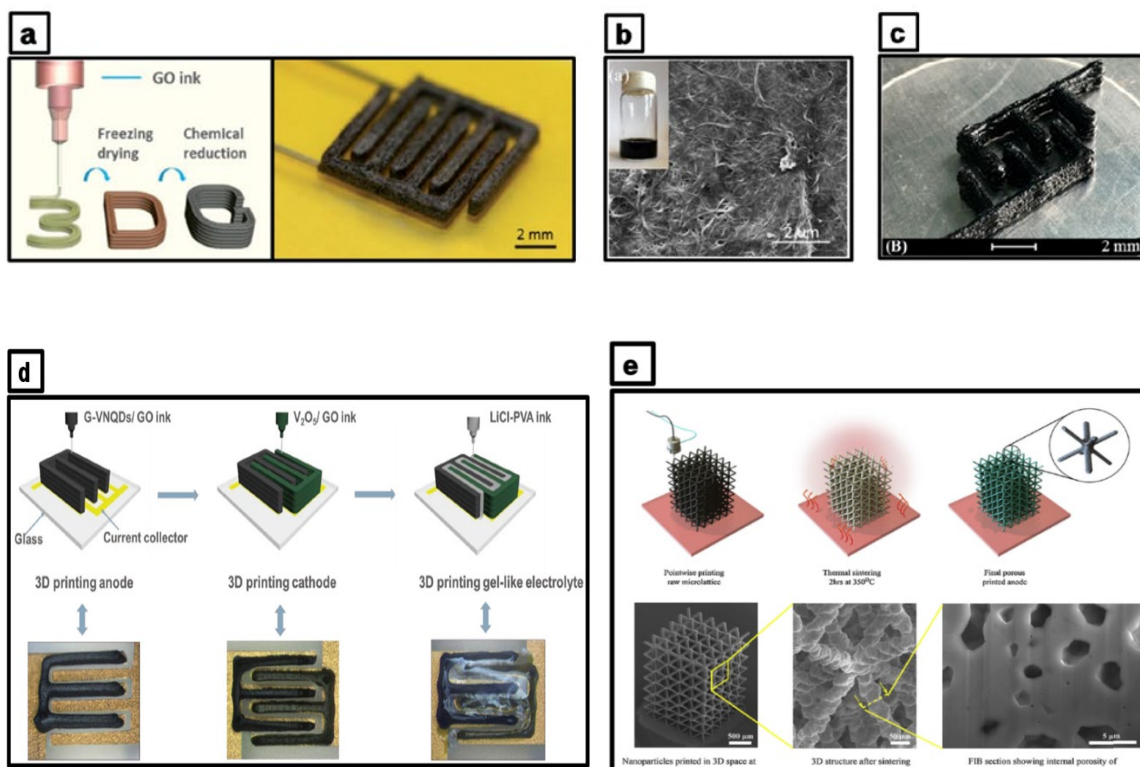 a
GO ink
Freezing
drying
Chemical
reduction
2 mm
b
(a)
2 µm
c
(B)
2 mm
d
G-VNQDs/ GO ink
V₂O₅/ GO ink
LiCl-PVA ink
Glass
Current collector
3D printing anode
3D printing cathode
3D printing gel-like electrolyte
e
Pointwise printing
raw microlattice
Thermal sintering
2hrs at 350⁰C
Final porous
printed anode
500 µm
50 µm
5 µm
Nanoparticles printed in 3D space at
3D structure after sintering
FIB section showing internal porosity of